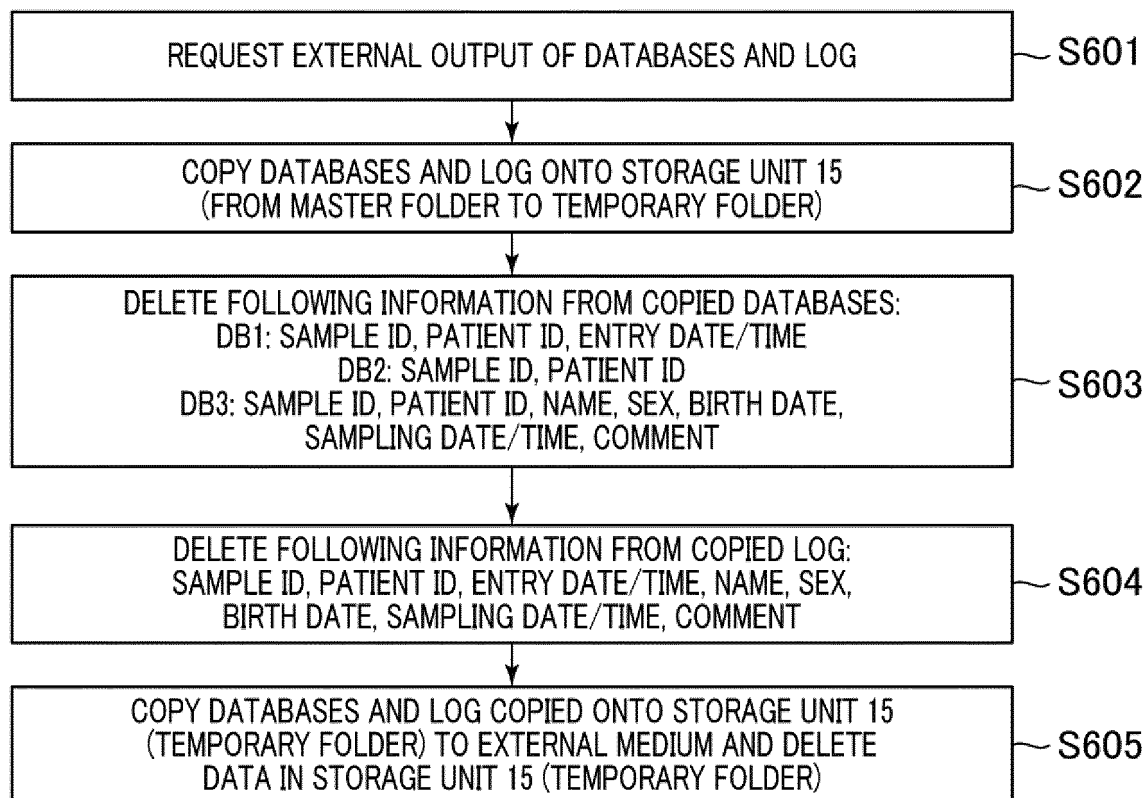 REQUEST EXTERNAL OUTPUT OF DATABASES AND LOG
S601
COPY DATABASES AND LOG ONTO STORAGE UNIT 15
(FROM MASTER FOLDER TO TEMPORARY FOLDER)
S602
DELETE FOLLOWING INFORMATION FROM COPIED DATABASES:
DB1: SAMPLE ID, PATIENT ID, ENTRY DATE/TIME
DB2: SAMPLE ID, PATIENT ID
DB3: SAMPLE ID, PATIENT ID, NAME, SEX, BIRTH DATE,
SAMPLING DATE/TIME, COMMENT
S603
DELETE FOLLOWING INFORMATION FROM COPIED LOG:
SAMPLE ID, PATIENT ID, ENTRY DATE/TIME, NAME, SEX,
BIRTH DATE, SAMPLING DATE/TIME, COMMENT
S604
COPY DATABASES AND LOG COPIED ONTO STORAGE UNIT 15
(TEMPORARY FOLDER) TO EXTERNAL MEDIUM AND DELETE
DATA IN STORAGE UNIT 15 (TEMPORARY FOLDER)
S605